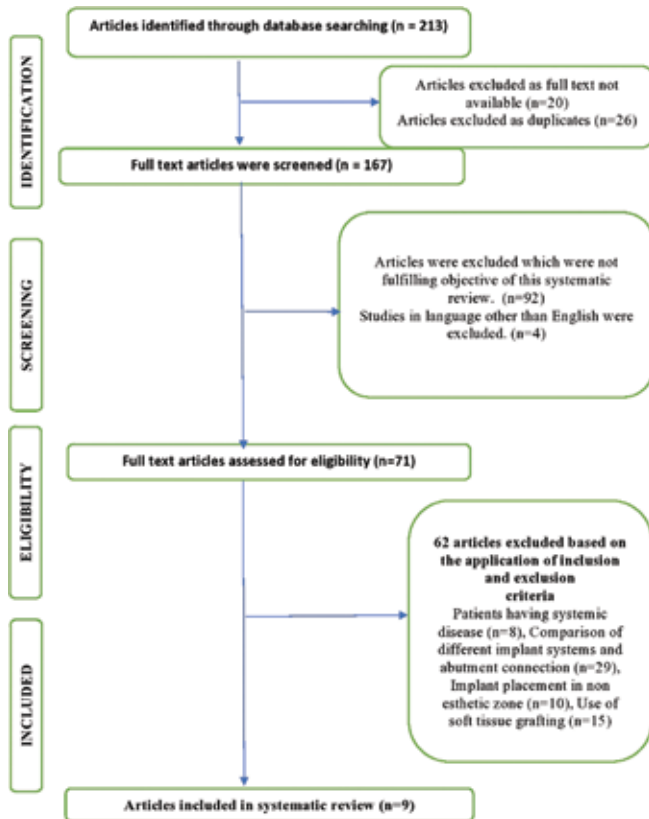 Articles identified through database searching (n = 213)
IDENTIFICATION
Articles excluded as full text not
available (n=20)
Articles excluded as duplicates (n=26)
Full text articles were screened (n = 167)
SCREENING
Articles were excluded which were not
fulfilling objective of this systematic
review. (n=92)
Studies in language other than English were
excluded. (n=4)
ELIGIBILITY
Full text articles assessed for eligibility (n=71)
62 articles excluded based on
the application of inclusion
and exclusion
criteria
Patients having systemic
disease (n=8), Comparison of
different implant systems and
abutment connection (n=29),
Implant placement in non
esthetic zone (n=10), Use of
soft tissue grafting (n=15)
INCLUDED
Articles included in systematic review (n=9)